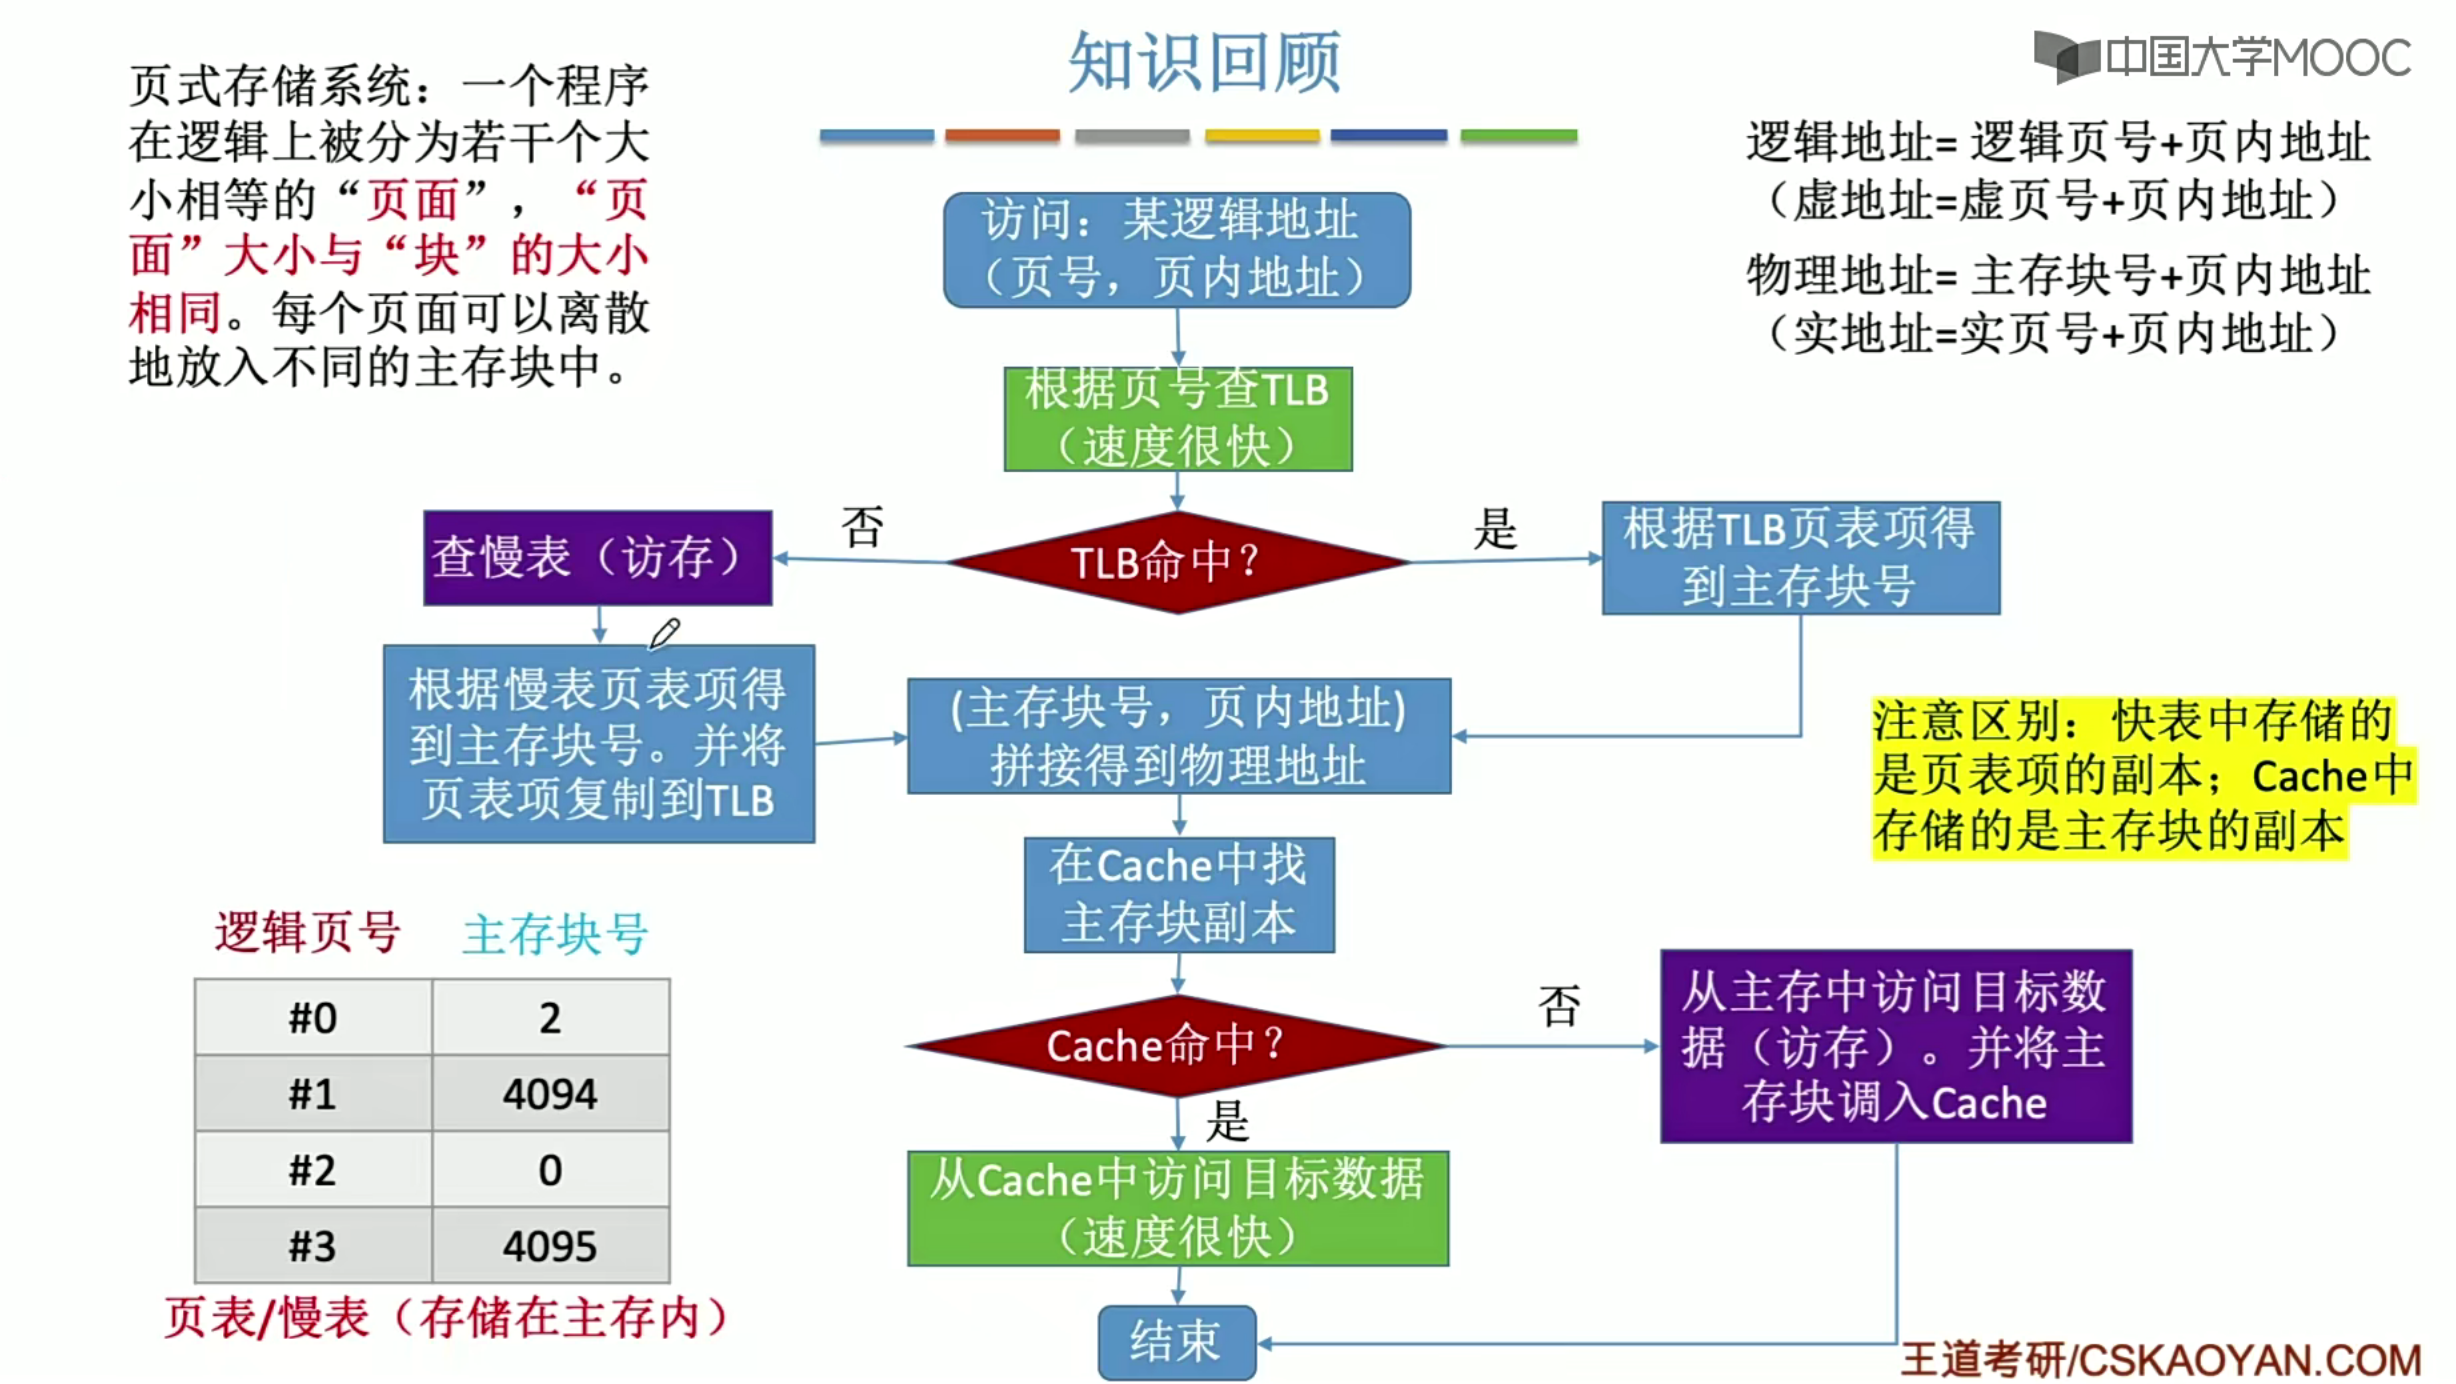 知识回顾
中国大学MOOC
页式存储系统：一个程序
在逻辑上被分为若干个大
小相等的“页面”，“页
面”大小与“块”的大小
相同。每个页面可以离散
地放入不同的主存块中。
逻辑地址= 逻辑页号+页内地址
（虚地址=虚页号+页内地址）
物理地址= 主存块号+页内地址
（实地址=实页号+页内地址）
访问：某逻辑地址
（页号，页内地址）
根据页号查TLB
（速度很快）
TLB命中？
否
是
查慢表（访存）
根据TLB页表项得
到主存块号
根据慢表页表项得
到主存块号。并将
页表项复制到TLB
(主存块号，页内地址)
拼接得到物理地址
注意区别：快表中存储的
是页表项的副本；Cache中
存储的是主存块的副本
在Cache中找
主存块副本
Cache命中？
否
是
从主存中访问目标数
据（访存）。并将主
存块调入Cache
从Cache中访问目标数据
（速度很快）
结束
逻辑页号 主存块号
#0 2
#1 4094
#2 0
#3 4095
页表/慢表（存储在主存内）
王道考研/CSKAOYAN.COM